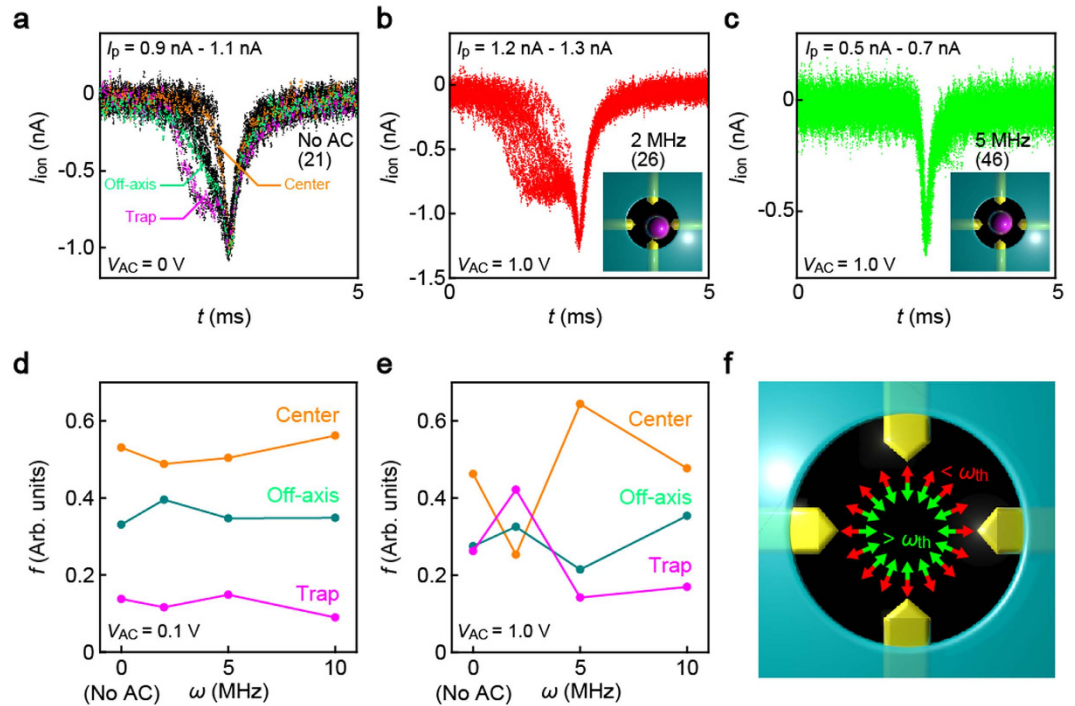 a
I_p = 0.9 nA - 1.1 nA
0
-0.5
-1.0
I_ion (nA)
No AC
(21)
Off-axis
Center
Trap
V_AC = 0 V
5
t (ms)
b
I_p = 1.2 nA - 1.3 nA
0
-0.5
-1.0
-1.5
I_ion (nA)
2 MHz
(26)
V_AC = 1.0 V
0
5
t (ms)
c
I_p = 0.5 nA - 0.7 nA
0
-0.5
I_ion (nA)
5 MHz
(46)
V_AC = 1.0 V
0
5
t (ms)
d
0.6
0.4
0.2
0
f (Arb. units)
Center
Off-axis
Trap
V_AC = 0.1 V
0
5
10
(No AC)
ω (MHz)
e
0.6
0.4
0.2
0
f (Arb. units)
Center
Off-axis
Trap
V_AC = 1.0 V
0
5
10
(No AC)
ω (MHz)
f
< ω_th
> ω_th